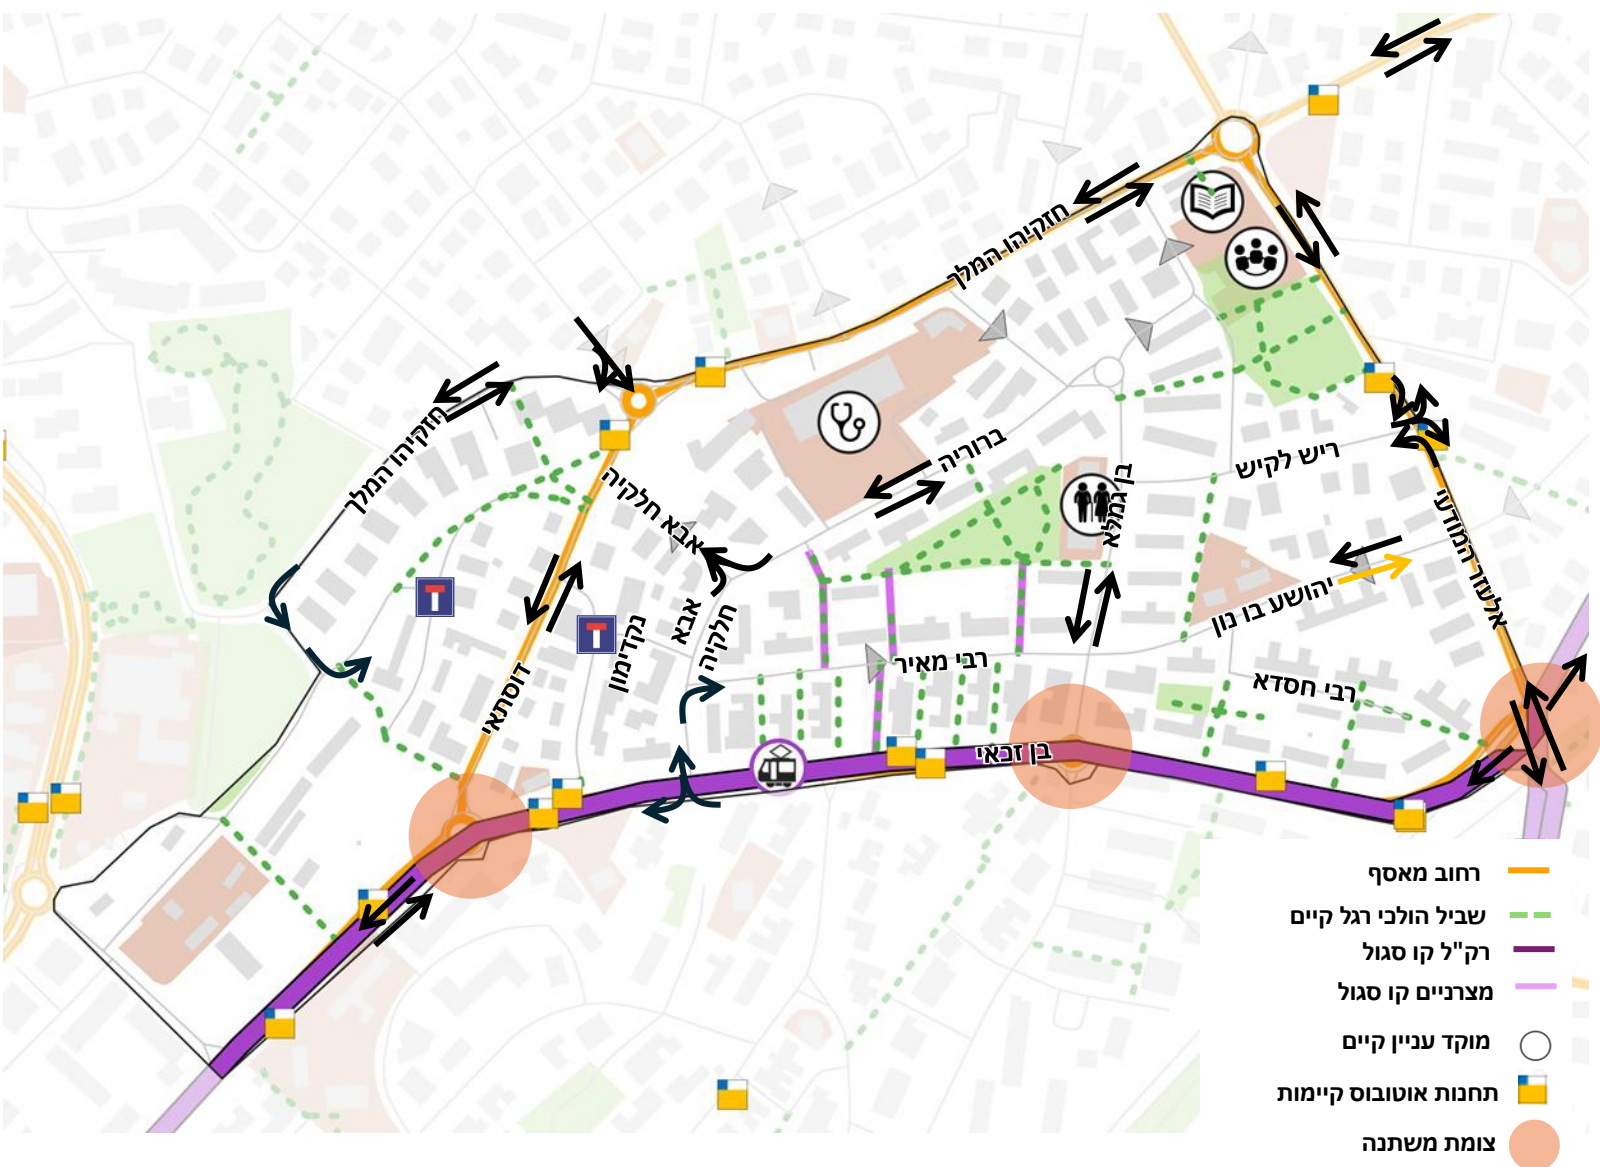 חזקיהו המלך
חזקיהו המלך
ברוריה
בן גמלא
ריש לקיש
אלעזר המודעי
אבא חלקיה
יהושע בו נון
אבא
חלקיה
נקדימון
דוסתאי
רבי מאיר
רבי חסדא
בן זכאי
רחוב מאסף
שביל הולכי רגל קיים
רק"ל קו סגול
מצרניים קו סגול
מוקד עניין קיים
תחנות אוטובוס קיימות
צומת משתנה